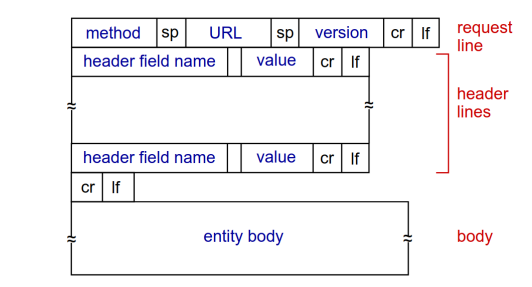 method sp URL sp version cr lf request line
header field name value cr lf
header lines
header field name value cr lf
cr lf
entity body body